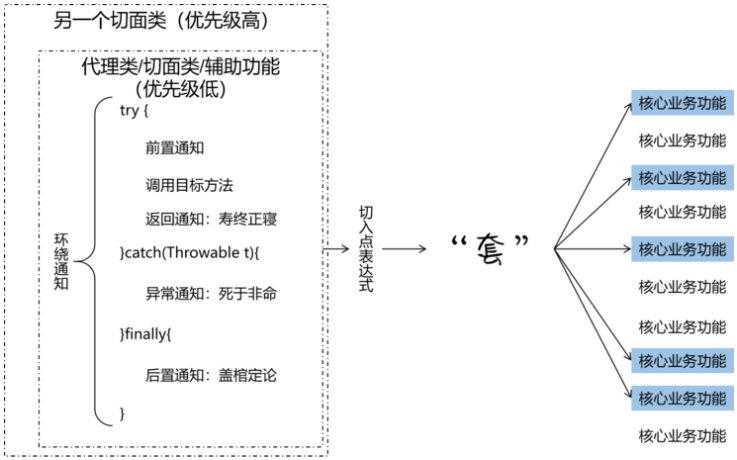 另一个切面类（优先级高）
代理类/切面类/辅助功能
（优先级低）
try {
前置通知
调用目标方法
返回通知：寿终正寝
}catch(Throwable t){
异常通知：死于非命
}finally{
后置通知：盖棺定论
}
环绕通知
切入点表达式
“套”
核心业务功能
核心业务功能
核心业务功能
核心业务功能
核心业务功能
核心业务功能
核心业务功能
核心业务功能
核心业务功能
核心业务功能